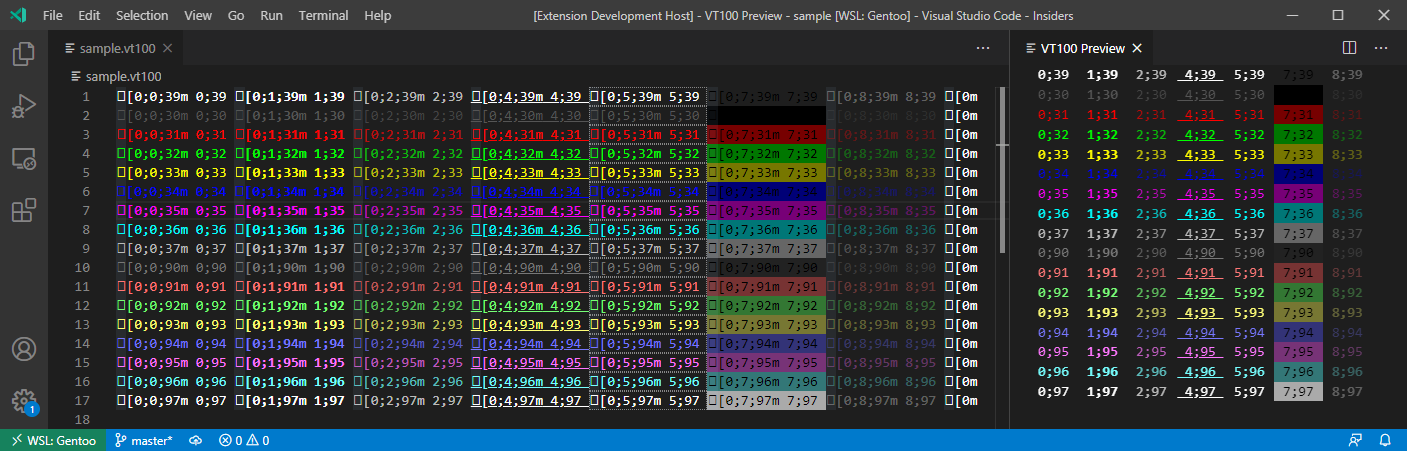 File Edit Selection View Go Run Terminal Help [Extension Development Host] - VT100 Preview - sample [WSL: Gentoo] - Visual Studio Code - Insiders
sample.vt100
sample.vt100
1 [0;0;39m 0;39 [0;1;39m 1;39 [0;2;39m 2;39 [0;4;39m 4;39 [0;5;39m 5;39 [0;7;39m 7;39 [0;8;39m 8;39 [0m
2 [0;0;30m 0;30 [0;1;30m 1;30 [0;2;30m 2;30 [0;4;30m 4;30 [0;5;30m 5;30 [0;8;30m 8;30 [0m
3 [0;0;31m 0;31 [0;1;31m 1;31 [0;2;31m 2;31 [0;4;31m 4;31 [0;5;31m 5;31 [0;7;31m 7;31 [0;8;31m 8;31 [0m
4 [0;0;32m 0;32 [0;1;32m 1;32 [0;2;32m 2;32 [0;4;32m 4;32 [0;5;32m 5;32 [0;7;32m 7;32 [0;8;32m 8;32 [0m
5 [0;0;33m 0;33 [0;1;33m 1;33 [0;2;33m 2;33 [0;4;33m 4;33 [0;5;33m 5;33 [0;7;33m 7;33 [0;8;33m 8;33 [0m
6 [0;0;34m 0;34 [0;1;34m 1;34 [0;2;34m 2;34 [0;4;34m 4;34 [0;5;34m 5;34 [0;7;34m 7;34 [0;8;34m 8;34 [0m
7 [0;0;35m 0;35 [0;1;35m 1;35 [0;2;35m 2;35 [0;4;35m 4;35 [0;5;35m 5;35 [0;7;35m 7;35 [0;8;35m 8;35 [0m
8 [0;0;36m 0;36 [0;1;36m 1;36 [0;2;36m 2;36 [0;4;36m 4;36 [0;5;36m 5;36 [0;7;36m 7;36 [0;8;36m 8;36 [0m
9 [0;0;37m 0;37 [0;1;37m 1;37 [0;2;37m 2;37 [0;4;37m 4;37 [0;5;37m 5;37 [0;7;37m 7;37 [0;8;37m 8;37 [0m
10 [0;0;90m 0;90 [0;1;90m 1;90 [0;2;90m 2;90 [0;4;90m 4;90 [0;5;90m 5;90 [0;7;90m 7;90 [0;8;90m 8;90 [0m
11 [0;0;91m 0;91 [0;1;91m 1;91 [0;2;91m 2;91 [0;4;91m 4;91 [0;5;91m 5;91 [0;7;91m 7;91 [0;8;91m 8;91 [0m
12 [0;0;92m 0;92 [0;1;92m 1;92 [0;2;92m 2;92 [0;4;92m 4;92 [0;5;92m 5;92 [0;7;92m 7;92 [0;8;92m 8;92 [0m
13 [0;0;93m 0;93 [0;1;93m 1;93 [0;2;93m 2;93 [0;4;93m 4;93 [0;5;93m 5;93 [0;7;93m 7;93 [0;8;93m 8;93 [0m
14 [0;0;94m 0;94 [0;1;94m 1;94 [0;2;94m 2;94 [0;4;94m 4;94 [0;5;94m 5;94 [0;7;94m 7;94 [0;8;94m 8;94 [0m
15 [0;0;95m 0;95 [0;1;95m 1;95 [0;2;95m 2;95 [0;4;95m 4;95 [0;5;95m 5;95 [0;7;95m 7;95 [0;8;95m 8;95 [0m
16 [0;0;96m 0;96 [0;1;96m 1;96 [0;2;96m 2;96 [0;4;96m 4;96 [0;5;96m 5;96 [0;7;96m 7;96 [0;8;96m 8;96 [0m
17 [0;0;97m 0;97 [0;1;97m 1;97 [0;2;97m 2;97 [0;4;97m 4;97 [0;5;97m 5;97 [0;7;97m 7;97 [0;8;97m 8;97 [0m
18
VT100 Preview
0;39 1;39 2;39 4;39 5;39 7;39 8;39
0;30 1;30 2;30 4;30 5;30 8;30
0;31 1;31 2;31 4;31 5;31 7;31 8;31
0;32 1;32 2;32 4;32 5;32 7;32 8;32
0;33 1;33 2;33 4;33 5;33 7;33 8;33
0;34 1;34 2;34 4;34 5;34 7;34 8;34
0;35 1;35 2;35 4;35 5;35 7;35 8;35
0;36 1;36 2;36 4;36 5;36 7;36 8;36
0;37 1;37 2;37 4;37 5;37 7;37 8;37
0;90 1;90 2;90 4;90 5;90 7;90 8;90
0;91 1;91 2;91 4;91 5;91 7;91 8;91
0;92 1;92 2;92 4;92 5;92 7;92 8;92
0;93 1;93 2;93 4;93 5;93 7;93 8;93
0;94 1;94 2;94 4;94 5;94 7;94 8;94
0;95 1;95 2;95 4;95 5;95 7;95 8;95
0;96 1;96 2;96 4;96 5;96 7;96 8;96
0;97 1;97 2;97 4;97 5;97 7;97 8;97
1
WSL: Gentoo master* 0 0